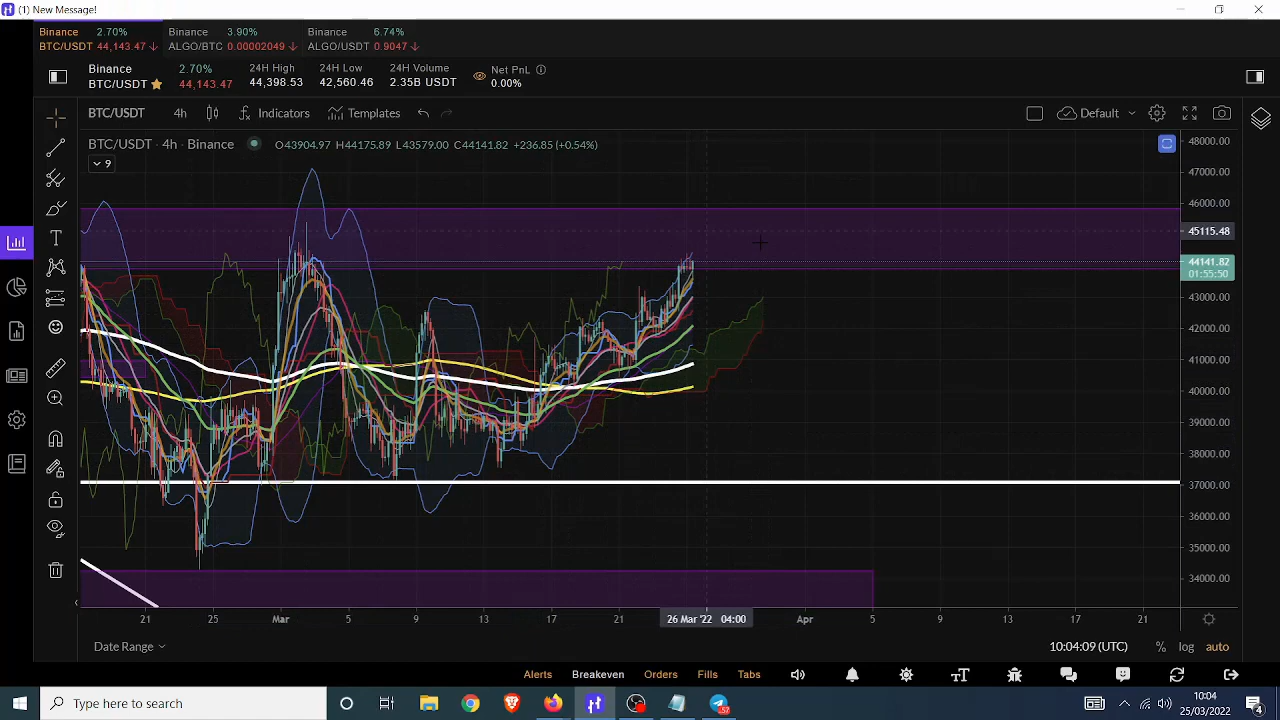 (1) New Message!
Binance 2.70% Binance 3.90% Binance 6.74%
BTC/USDT 44,143.47 ALGO/BTC 0.00002049 ALGO/USDT 0.9047
Binance 2.70% 24H High 24H Low 24H Volume Net PnL
BTC/USDT 44,143.47 44,398.53 42,560.46 2.35B USDT 0.00%
BTC/USDT 4h Indicators Templates Default
BTC/USDT · 4h · Binance O43904.97 H44175.89 L43579.00 C44141.82 +236.85 (+0.54%)
9
48000.00
47000.00
46000.00
45115.48
44141.82
01:55:50
43000.00
42000.00
41000.00
40000.00
39000.00
38000.00
37000.00
36000.00
35000.00
34000.00
21 25 Mar 5 9 13 17 21 26 Mar '22 04:00 Apr 5 9 13 17 21
Date Range 10:04:09 (UTC) % log auto
Alerts Breakeven Orders Fills Tabs
Type here to search
57
10:04
25/03/2022
4